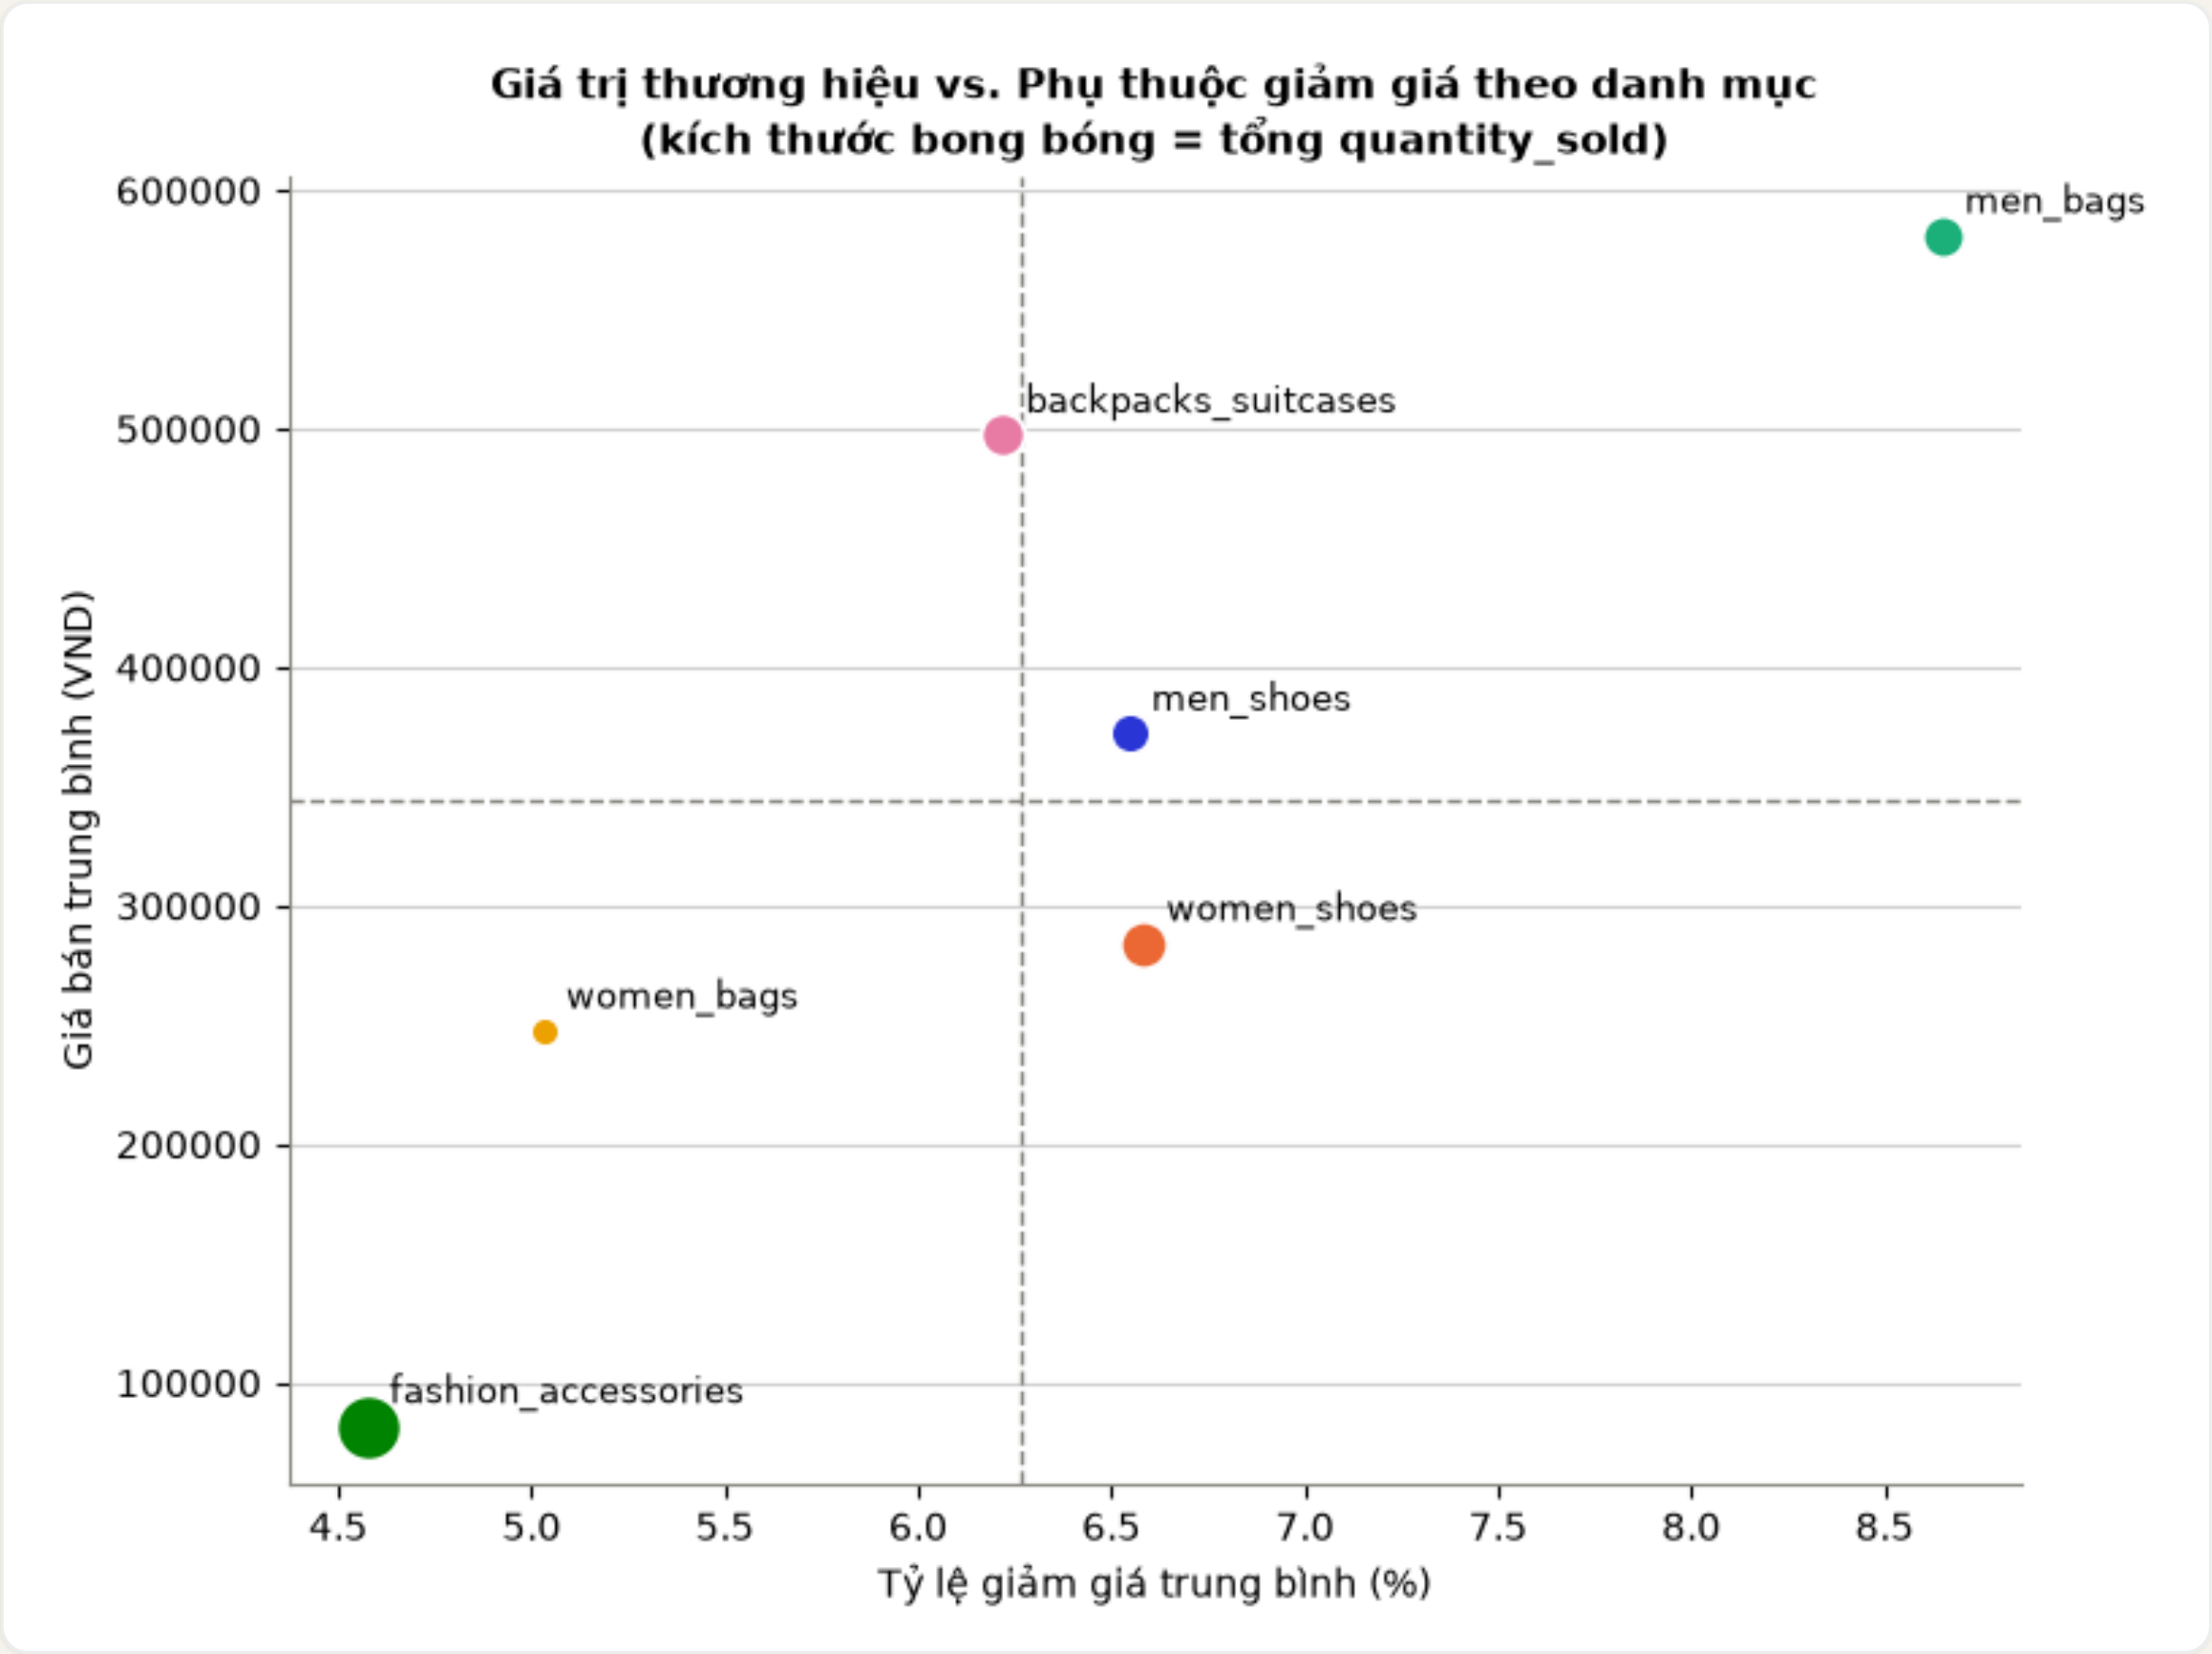 Giá trị thương hiệu vs. Phụ thuộc giảm giá theo danh mục
(kích thước bong bóng = tổng quantity_sold)
600000
men_bags
backpacks_suitcases
500000
400000
men_shoes
Giá bán trung bình (VND)
300000
women_shoes
women_bags
200000
100000
fashion_accessories
4.5 5.0 5.5 6.0 6.5 7.0 7.5 8.0 8.5
Tỷ lệ giảm giá trung bình (%)